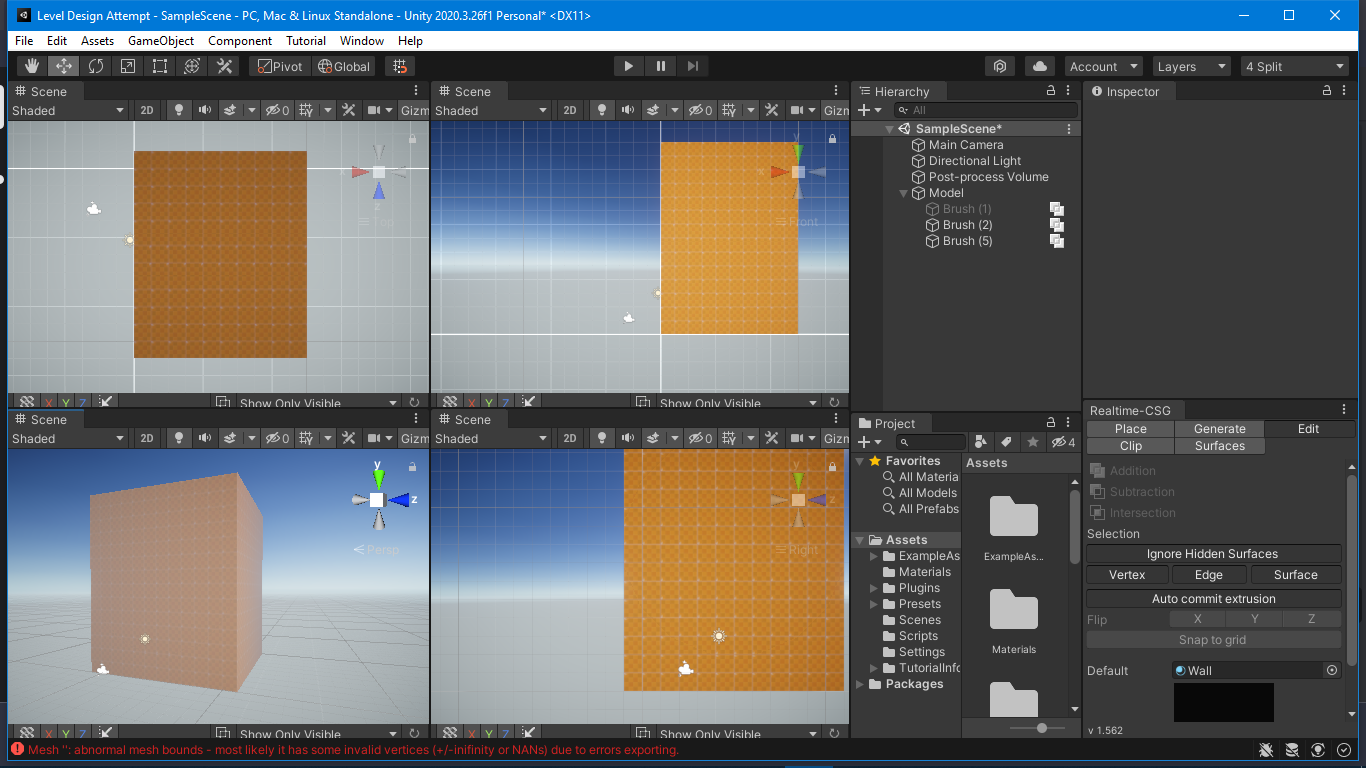 Level Design Attempt - SampleScene - PC, Mac & Linux Standalone - Unity 2020.3.26f1 Personal* <DX11>
File Edit Assets GameObject Component Tutorial Window Help
Pivot Global Account Layers 4 Split
Scene
Shaded 2D 0 Gizm
x Top
z
X Y Z Show Only Visible
Scene
Shaded 2D 0 Gizm
y
x
Front
X Y Z Show Only Visible
Scene
Shaded 2D 0 Gizm
y
z
Persp
X Y Z Show Only Visible
Scene
Shaded 2D 0 Gizm
y
z
Right
X Y Z Show Only Visible
Hierarchy
All
SampleScene*
Main Camera
Directional Light
Post-process Volume
Model
Brush (1)
Brush (2)
Brush (5)
Project
4
Favorites
All Materia
All Models
All Prefabs
Assets
ExampleAs
Materials
Plugins
Presets
Scenes
Scripts
Settings
TutorialInfo
Packages
Assets
ExampleAs...
Materials
Inspector
Realtime-CSG
Place Generate Edit
Clip Surfaces
Addition
Subtraction
Intersection
Selection
Ignore Hidden Surfaces
Vertex Edge Surface
Auto commit extrusion
Flip X Y Z
Snap to grid
Default Wall
v 1.562
Mesh '': abnormal mesh bounds - most likely it has some invalid vertices (+/-inifinity or NANs) due to errors exporting.